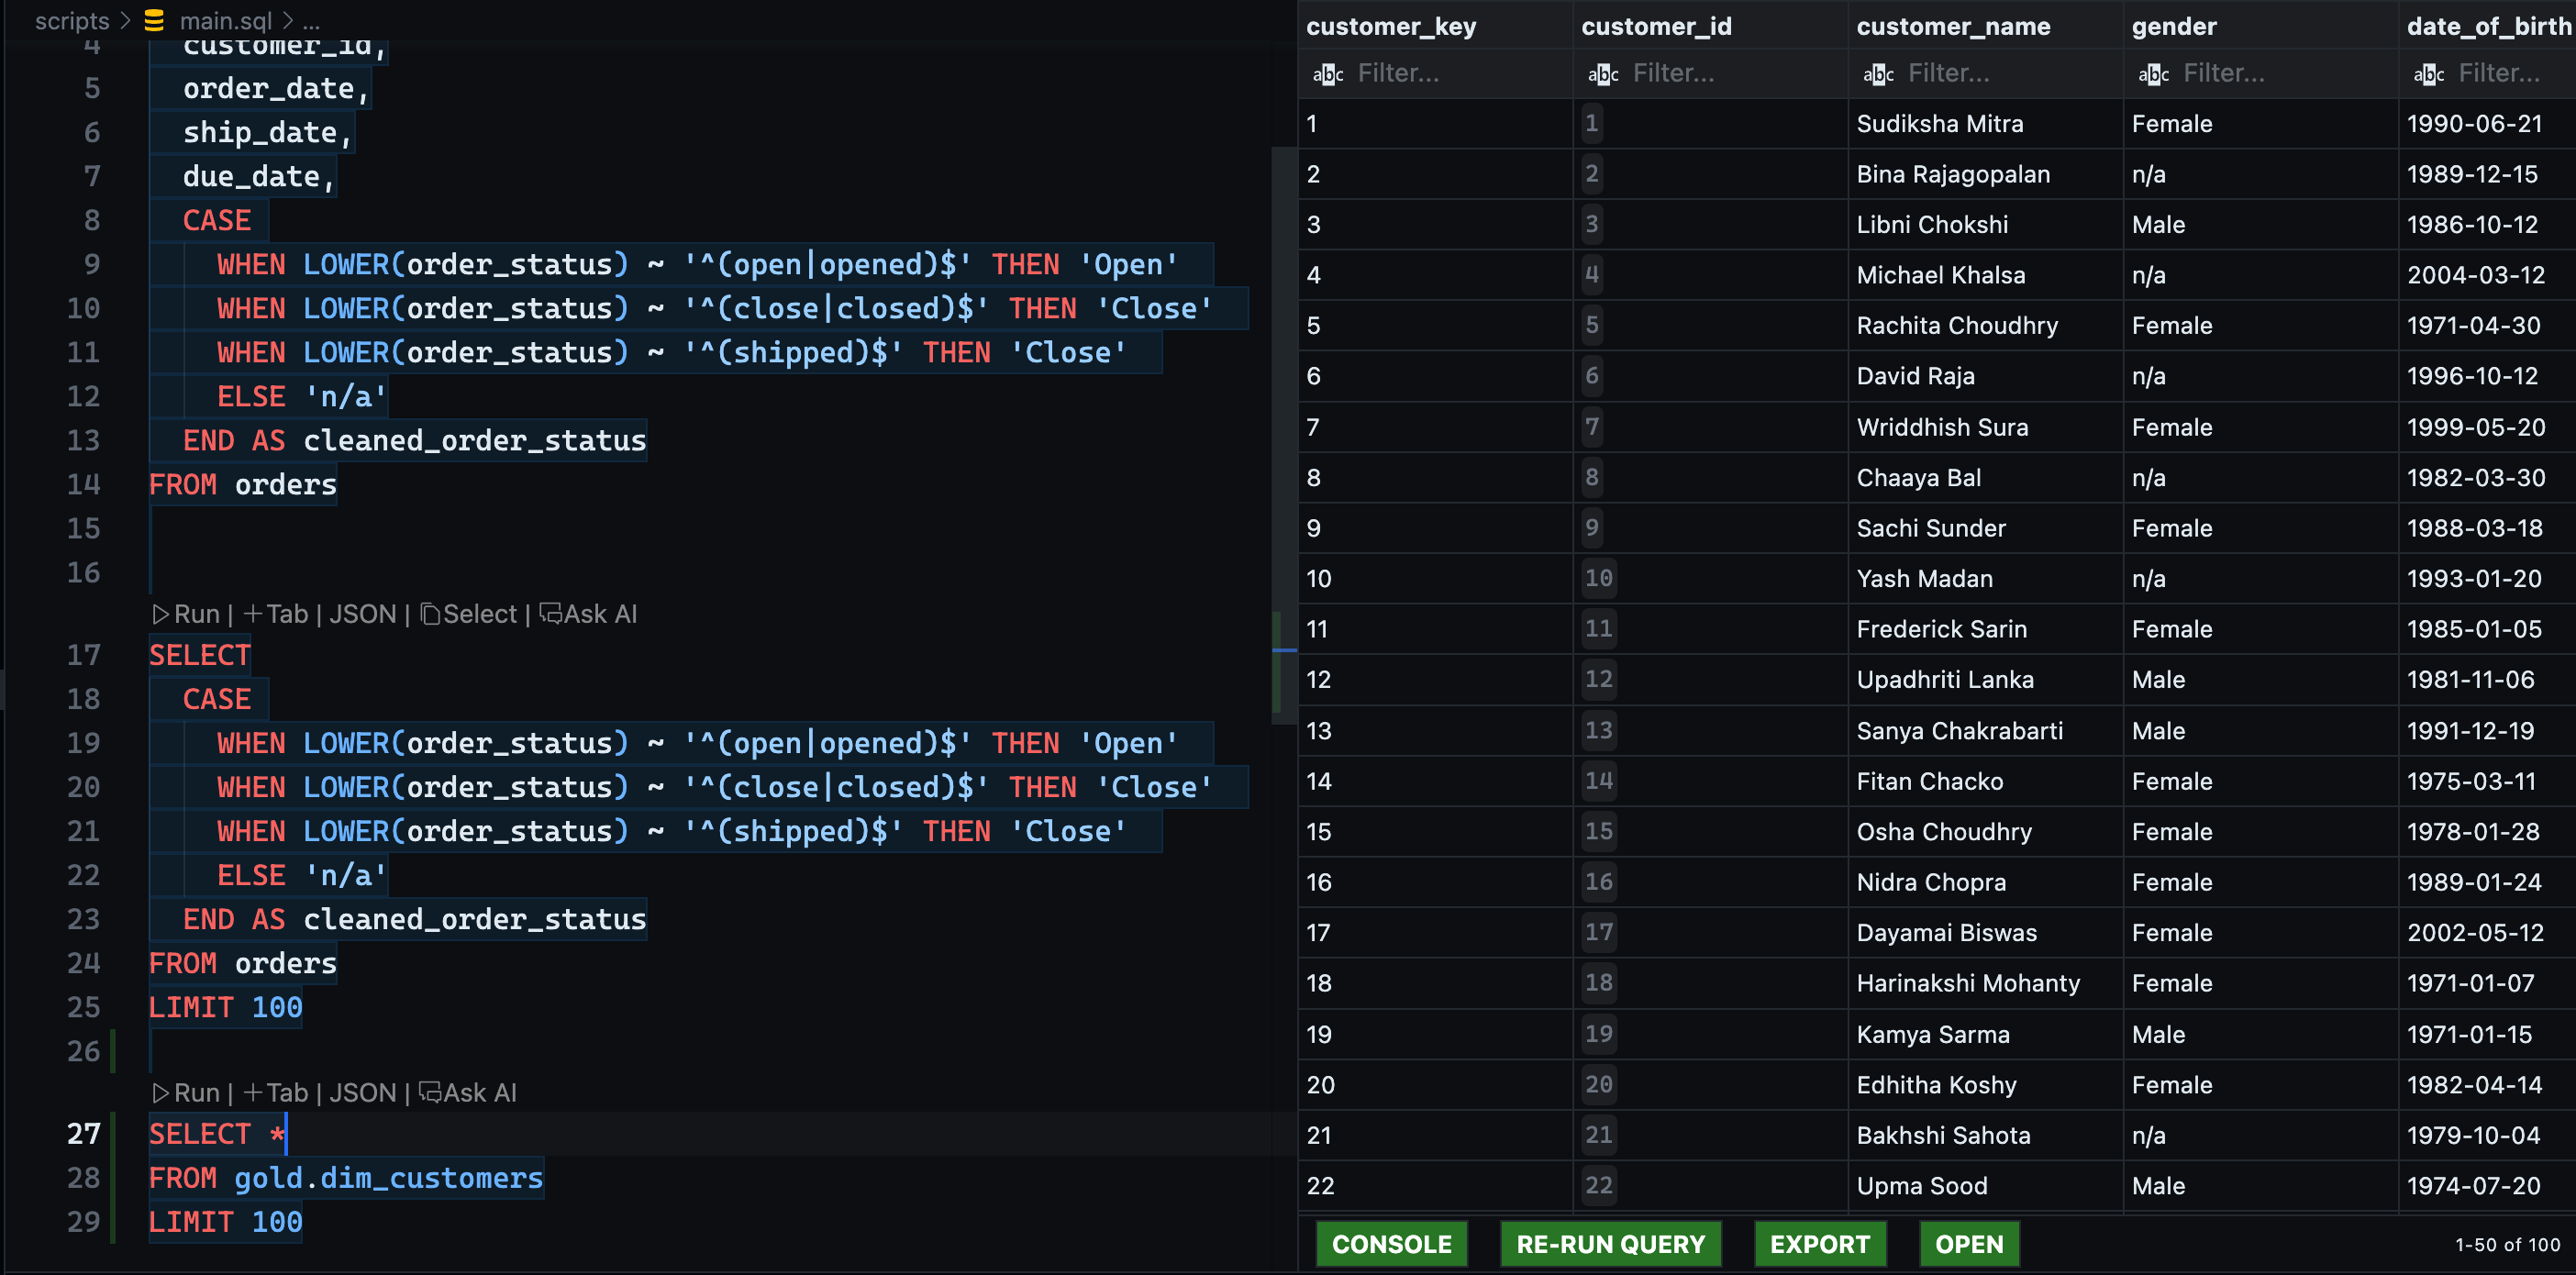 scripts > main.sql > ...
4 customer_id,
5 order_date,
6 ship_date,
7 due_date,
8 CASE
9 WHEN LOWER(order_status) ~ '^(open|opened)$' THEN 'Open'
10 WHEN LOWER(order_status) ~ '^(close|closed)$' THEN 'Close'
11 WHEN LOWER(order_status) ~ '^(shipped)$' THEN 'Close'
12 ELSE 'n/a'
13 END AS cleaned_order_status
14 FROM orders
15
16
Run | +Tab | JSON | Select | Ask AI
17 SELECT
18 CASE
19 WHEN LOWER(order_status) ~ '^(open|opened)$' THEN 'Open'
20 WHEN LOWER(order_status) ~ '^(close|closed)$' THEN 'Close'
21 WHEN LOWER(order_status) ~ '^(shipped)$' THEN 'Close'
22 ELSE 'n/a'
23 END AS cleaned_order_status
24 FROM orders
25 LIMIT 100
26
Run | +Tab | JSON | Ask AI
27 SELECT *
28 FROM gold.dim_customers
29 LIMIT 100
customer_key customer_id customer_name gender date_of_birth
abc Filter... abc Filter... abc Filter... abc Filter... abc Filter...
1 1 Sudiksha Mitra Female 1990-06-21
2 2 Bina Rajagopalan n/a 1989-12-15
3 3 Libni Chokshi Male 1986-10-12
4 4 Michael Khalsa n/a 2004-03-12
5 5 Rachita Choudhry Female 1971-04-30
6 6 David Raja n/a 1996-10-12
7 7 Wriddhish Sura Female 1999-05-20
8 8 Chaaya Bal n/a 1982-03-30
9 9 Sachi Sunder Female 1988-03-18
10 10 Yash Madan n/a 1993-01-20
11 11 Frederick Sarin Female 1985-01-05
12 12 Upadhriti Lanka Male 1981-11-06
13 13 Sanya Chakrabarti Male 1991-12-19
14 14 Fitan Chacko Female 1975-03-11
15 15 Osha Choudhry Female 1978-01-28
16 16 Nidra Chopra Female 1989-01-24
17 17 Dayamai Biswas Female 2002-05-12
18 18 Harinakshi Mohanty Female 1971-01-07
19 19 Kamya Sarma Male 1971-01-15
20 20 Edhitha Koshy Female 1982-04-14
21 21 Bakhshi Sahota n/a 1979-10-04
22 22 Upma Sood Male 1974-07-20
CONSOLE RE-RUN QUERY EXPORT OPEN 1-50 of 100